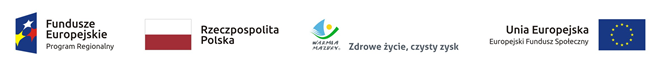 Fundusze
Europejskie
Program Regionalny
Rzeczpospolita
Polska
WARMIA
MAZURY
Zdrowe życie, czysty zysk
Unia Europejska
Europejski Fundusz Społeczny